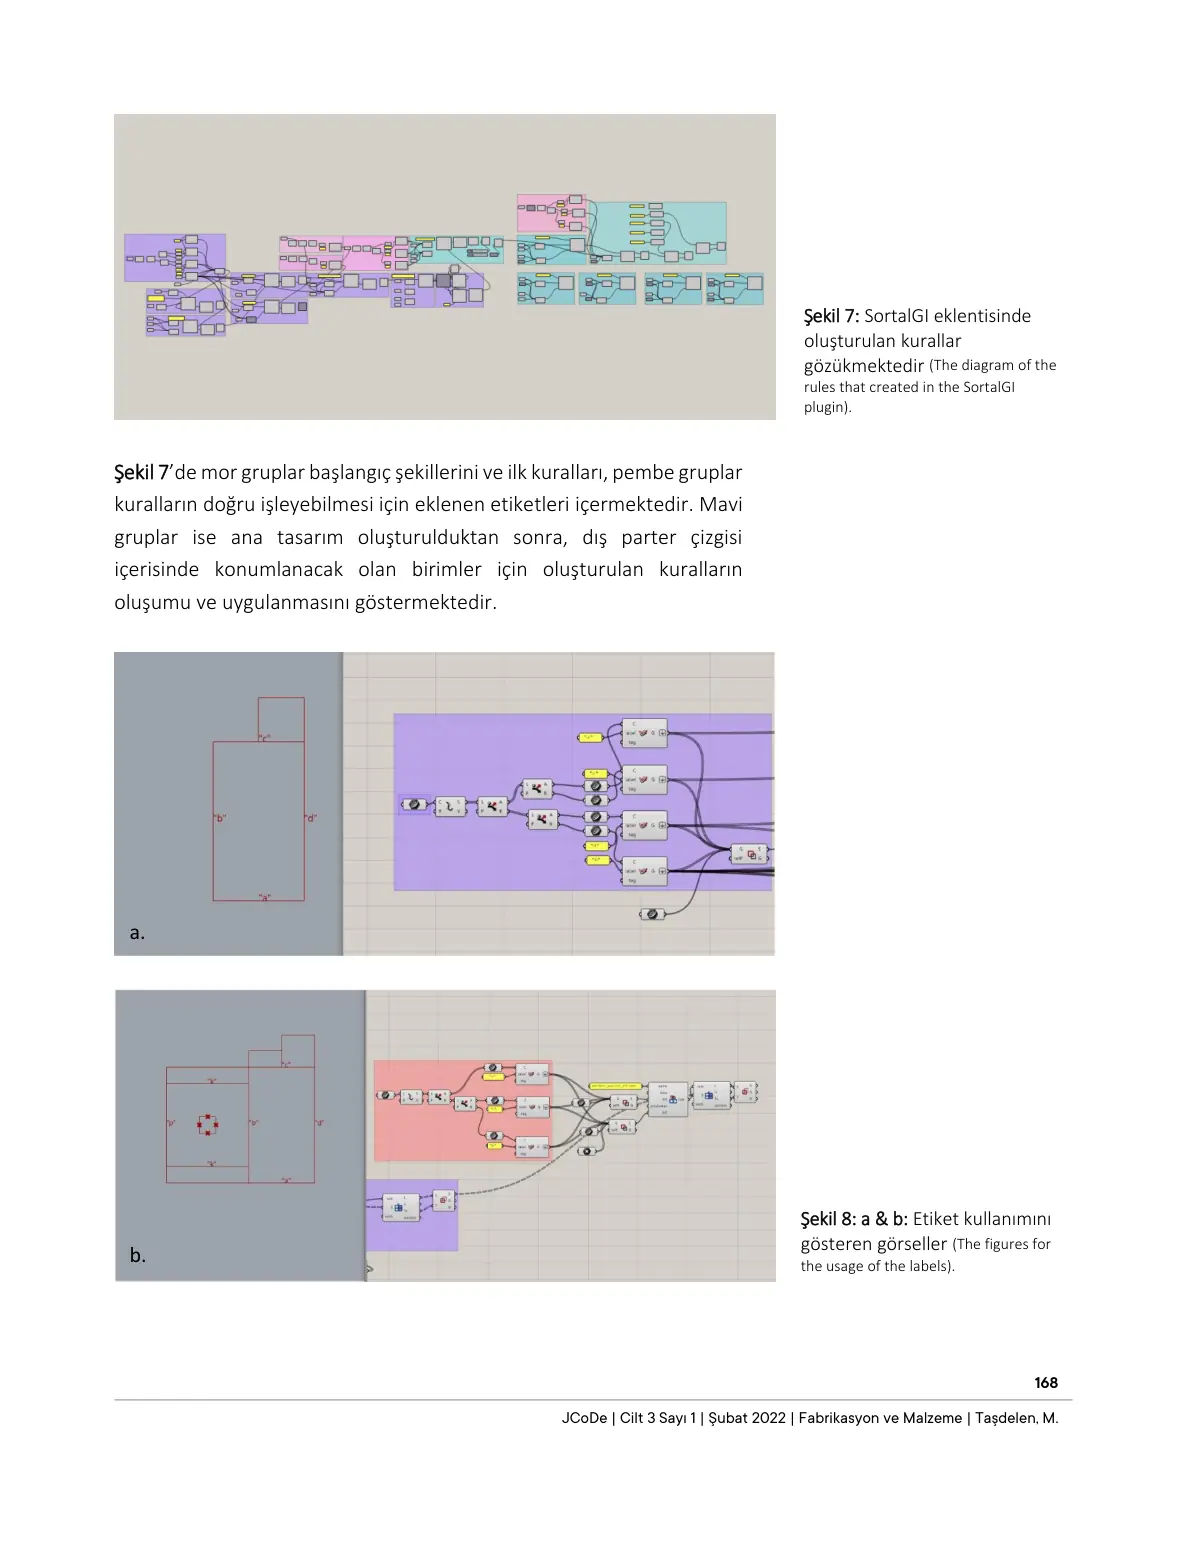 Şekil 7: SortalGI eklentisinde
oluşturulan kurallar
gözükmektedir (The diagram of the
rules that created in the SortalGI
plugin).
Şekil 7’de mor gruplar başlangıç şekillerini ve ilk kuralları, pembe gruplar
kuralların doğru işleyebilmesi için eklenen etiketleri içermektedir. Mavi
gruplar ise ana tasarım oluşturulduktan sonra, dış parter çizgisi
içerisinde konumlanacak olan birimler için oluşturulan kuralların
oluşumu ve uygulanmasını göstermektedir.
"c"
"b"
"d"
"a"
a.
b.
Şekil 8: a & b: Etiket kullanımını
gösteren görseller (The figures for
the usage of the labels).
168
JCoDe | Cilt 3 Sayı 1 | Şubat 2022 | Fabrikasyon ve Malzeme | Taşdelen, M.